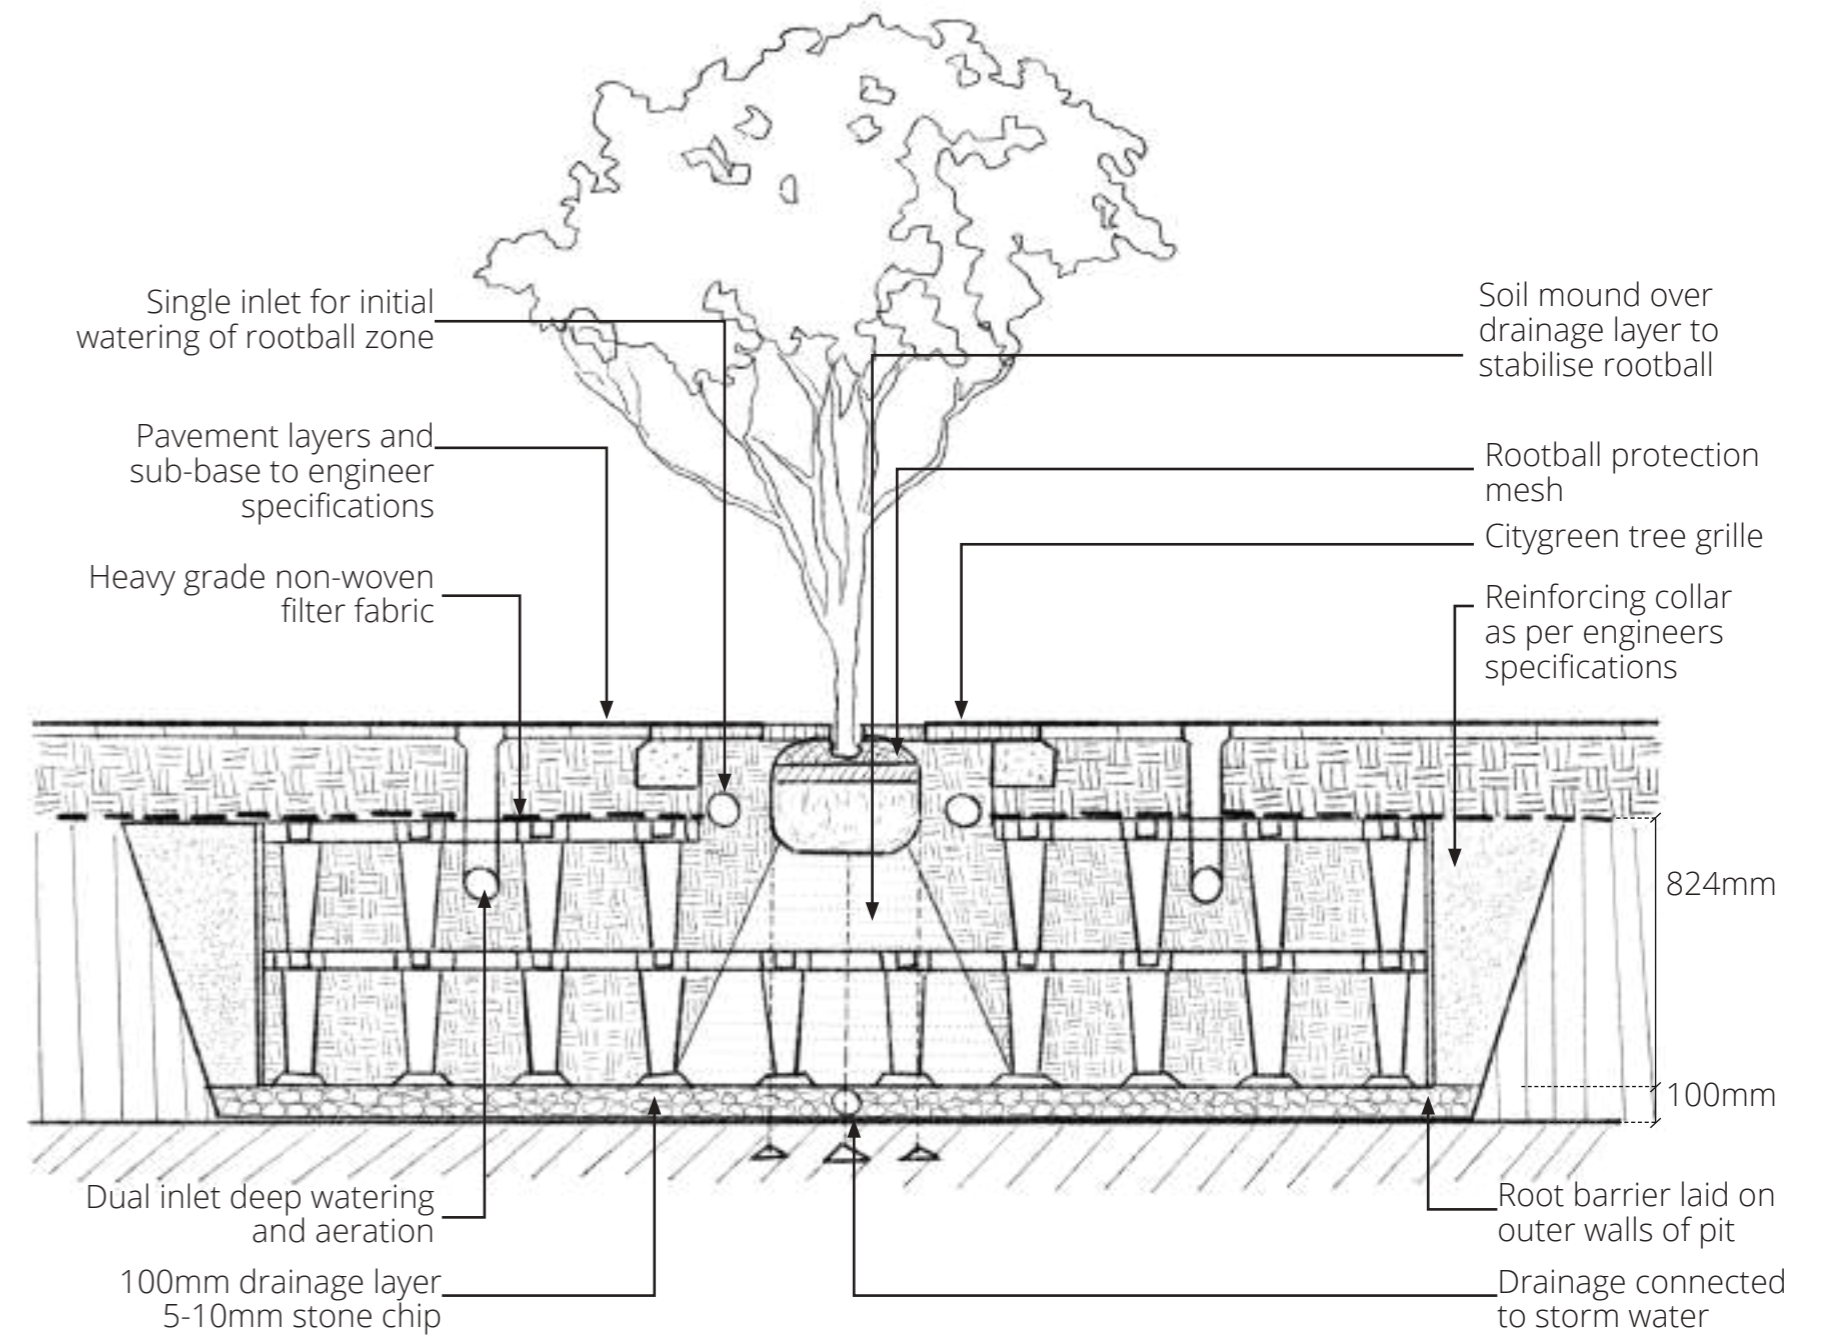 Single inlet for initial
watering of rootball zone
Pavement layers and
sub-base to engineer
specifications
Heavy grade non-woven
filter fabric
Soil mound over
drainage layer to
stabilise rootball
Rootball protection
mesh
Citygreen tree grille
Reinforcing collar
as per engineers
specifications
824mm
100mm
Dual inlet deep watering
and aeration
100mm drainage layer
5-10mm stone chip
Root barrier laid on
outer walls of pit
Drainage connected
to storm water